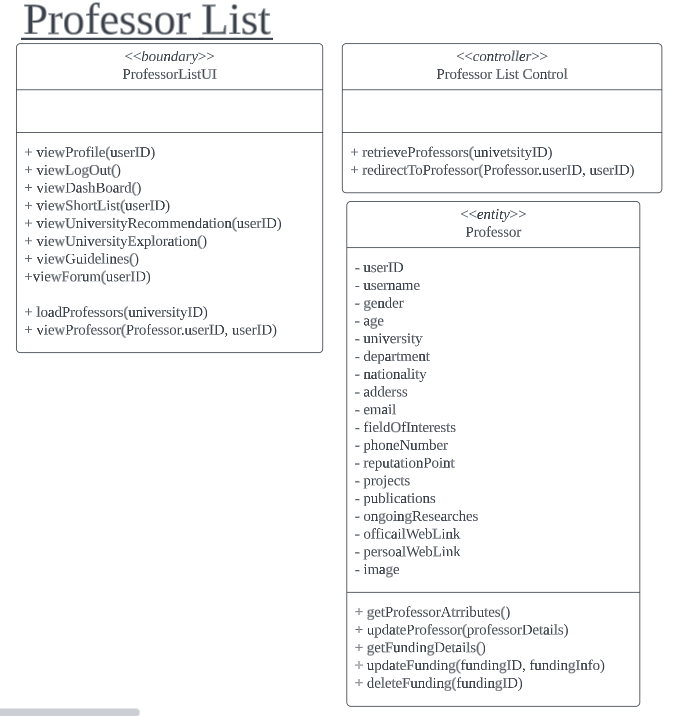 Professor List
<<boundary>>
ProfessorListUI
+ viewProfile(userID)
+ viewLogOut()
+ viewDashBoard()
+ viewShortList(userID)
+ viewUniversityRecommendation(userID)
+ viewUniversityExploration()
+ viewGuidelines()
+viewForum(userID)
+ loadProfessors(universityID)
+ viewProfessor(Professor.userID, userID)
<<controller>>
Professor List Control
+ retrieveProfessors(univetsityID)
+ redirectToProfessor(Professor.userID, userID)
<<entity>>
Professor
- userID
- username
- gender
- age
- university
- department
- nationality
- adderss
- email
- fieldOfInterests
- phoneNumber
- reputationPoint
- projects
- publications
- ongoingResearches
- officailWebLink
- persoalWebLink
- image
+ getProfessorAtrributes()
+ updateProfessor(professorDetails)
+ getFundingDetails()
+ updateFunding(fundingID, fundingInfo)
+ deleteFunding(fundingID)